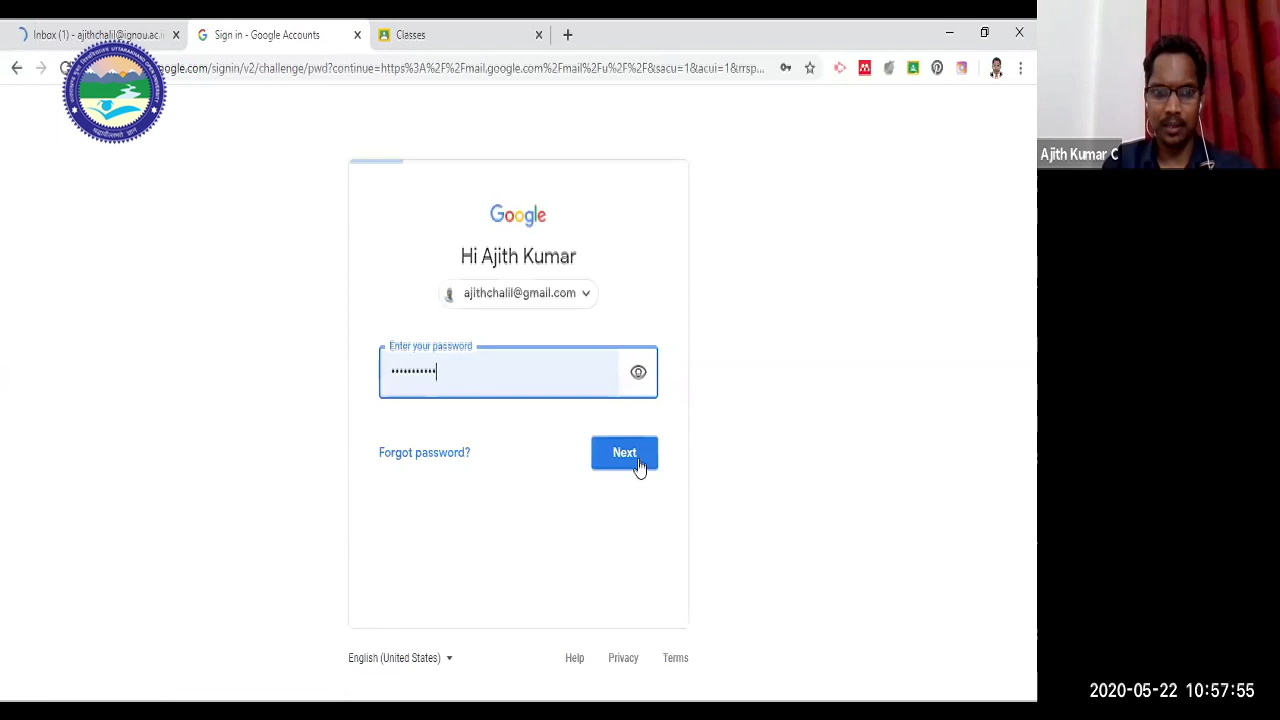 Inbox (1) - ajithchalil@ignou.ac.i
Sign in - Google Accounts
Classes
oogle.com/signin/v2/challenge/pwd?continue=https%3A%2F%2Fmail.google.com%2Fmail%2Fu%2F%2F&sacu=1&acui=1&rrsp...
Ajith Kumar C
Google
Hi Ajith Kumar
ajithchalil@gmail.com
Enter your password
•••••••••••
Forgot password?
Next
English (United States)
Help
Privacy
Terms
2020-05-22 10:57:55